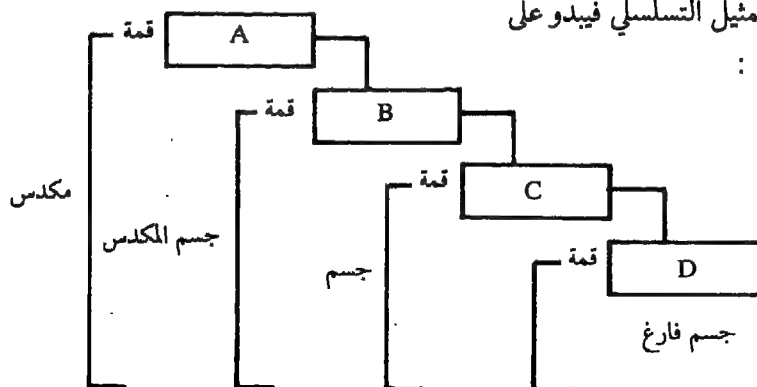 مثيل التسلسلي فيبدو على
:
قمة A
قمة B
قمة C
مكدس
جسم المكدس
جسم
قمة D
جسم فارغ